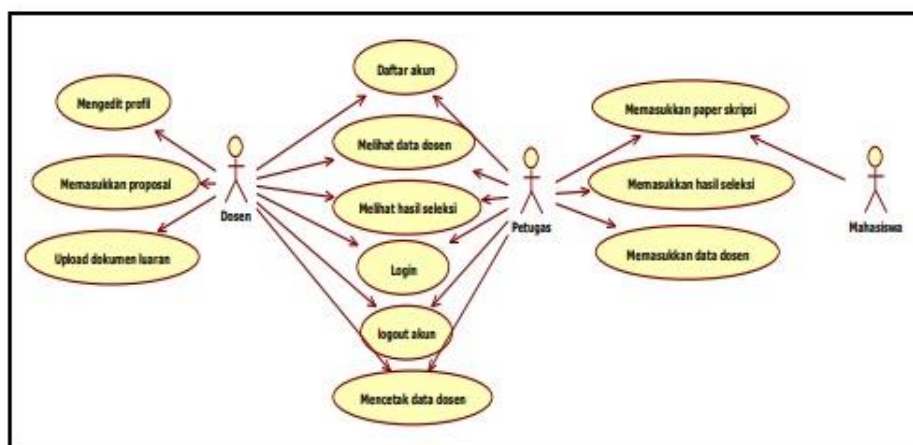 Daftar akun
Mengedit profil
Memasukkan paper skripsi
Melihat data dosen
Memasukkan proposal
Memasukkan hasil seleksi
Melihat hasil seleksi
Dosen
Petugas
Mahasiswa
Upload dokumen luaran
Login
Memasukkan data dosen
logout akun
Mencetak data dosen